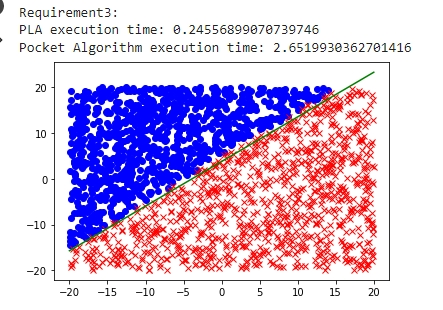 Requirement3:
PLA execution time: 0.24556899070739746
Pocket Algorithm execution time: 2.6519930362701416
20
10
0
−10
−20
−20 −15 −10 −5 0 5 10 15 20